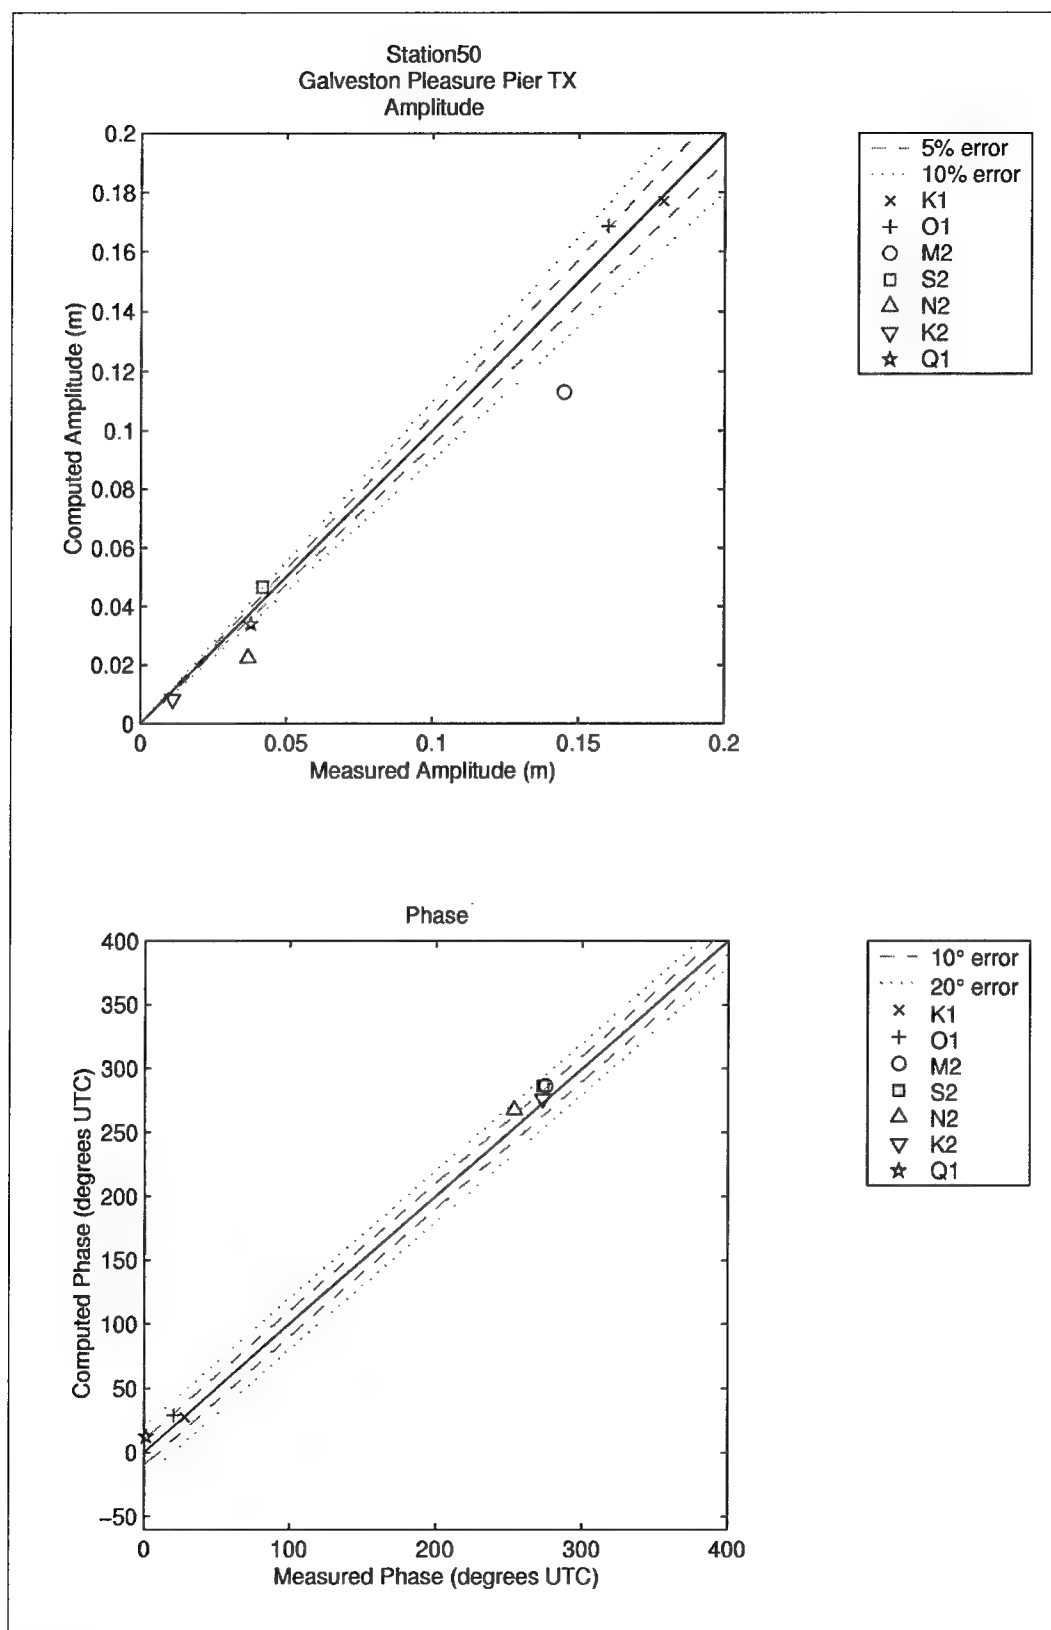 Station50
Galveston Pleasure Pier TX
Amplitude
0.2
0.18
0.16
0.14
0.12
0.1
0.08
0.06
0.04
0.02
0
Computed Amplitude (m)
0 0.05 0.1 0.15 0.2
Measured Amplitude (m)
5% error
10% error
K1
O1
M2
S2
N2
K2
Q1
Phase
400
350
300
250
200
150
100
50
0
−50
Computed Phase (degrees UTC)
0 100 200 300 400
Measured Phase (degrees UTC)
10° error
20° error
K1
O1
M2
S2
N2
K2
Q1